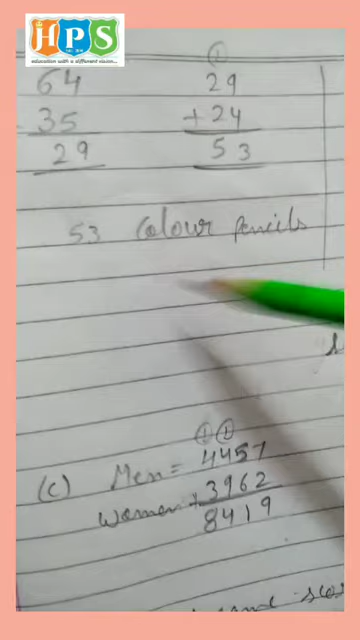 HPS
education with a different vision...
64
35
29
①
29
+ 24
53
53 Colour pencils
① ①
(c) Men = 4457
women + 3962
8419